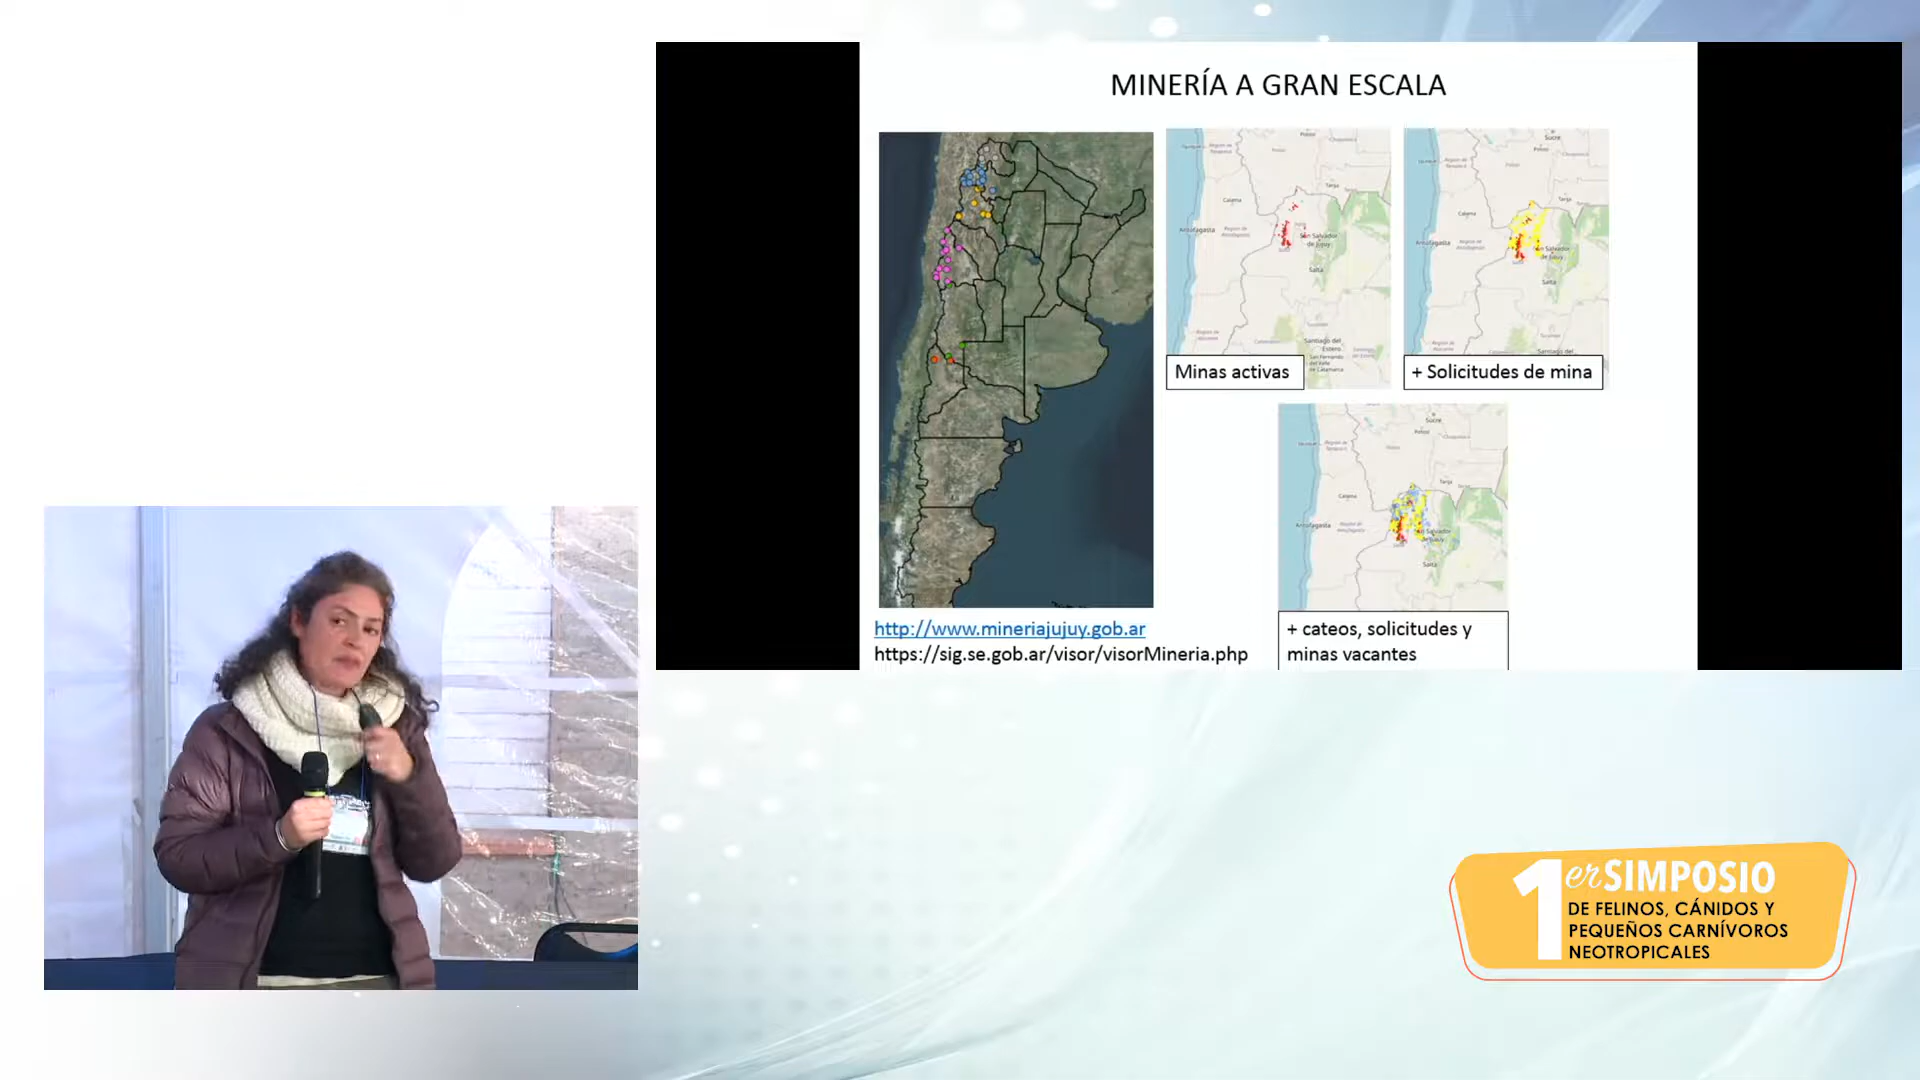 MINERÍA A GRAN ESCALA
Minas activas
+ Solicitudes de mina
http://www.mineriajujuy.gob.ar
https://sig.se.gob.ar/visor/visorMineria.php
+ cateos, solicitudes y
minas vacantes
1er SIMPOSIO
DE FELINOS, CÁNIDOS Y
PEQUEÑOS CARNÍVOROS
NEOTROPICALES